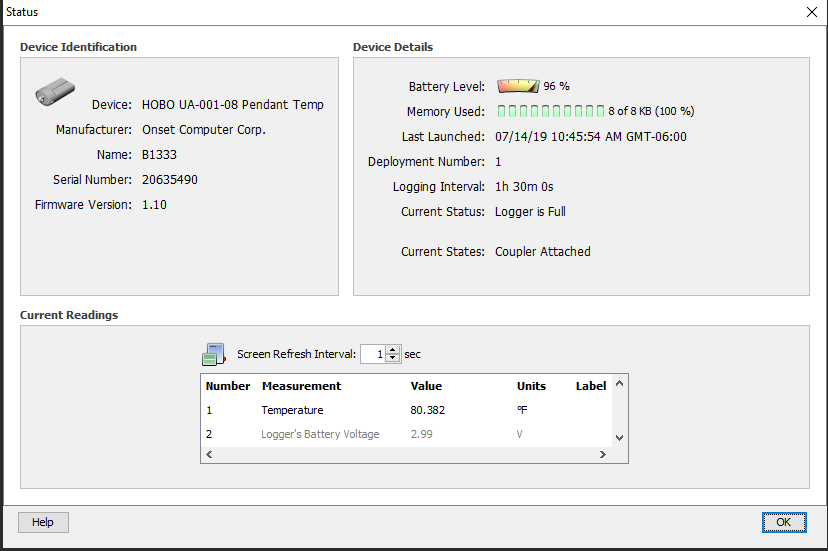 Status
Device Identification
Device: HOBO UA-001-08 Pendant Temp
Manufacturer: Onset Computer Corp.
Name: B1333
Serial Number: 20635490
Firmware Version: 1.10
Device Details
Battery Level: 96 %
Memory Used: 8 of 8 KB (100 %)
Last Launched: 07/14/19 10:45:54 AM GMT-06:00
Deployment Number: 1
Logging Interval: 1h 30m 0s
Current Status: Logger is Full
Current States: Coupler Attached
Current Readings
Screen Refresh Interval: 1 sec
Number Measurement Value Units Label
1 Temperature 80.382 °F
2 Logger's Battery Voltage 2.99 V
Help OK